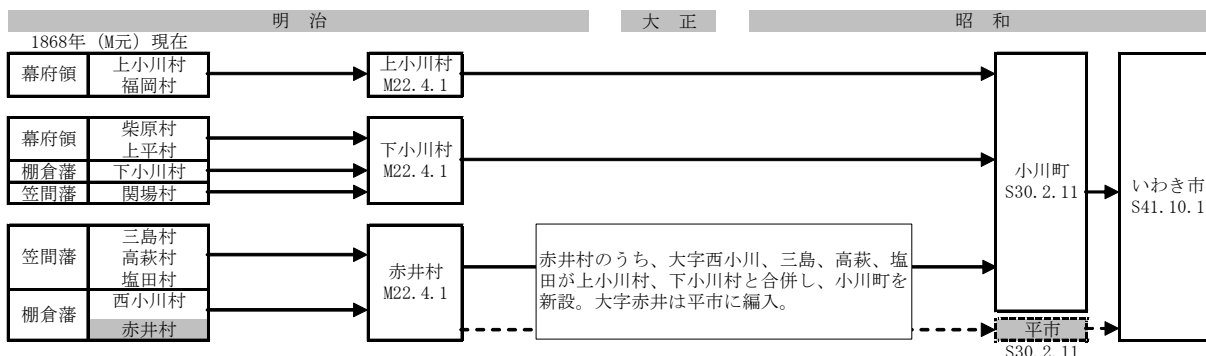 明 治
大 正
昭 和
1868年（M元）現在
幕府領
上小川村
福岡村
上小川村
M22.4.1
幕府領
柴原村
上平村
棚倉藩
下小川村
笠間藩
関場村
下小川村
M22.4.1
笠間藩
三島村
高萩村
塩田村
棚倉藩
西小川村
赤井村
赤井村
M22.4.1
赤井村のうち、大字西小川、三島、高萩、塩
田が上小川村、下小川村と合併し、小川町を
新設。大字赤井は平市に編入。
小川町
S30.2.11
平市
S30.2.11
いわき市
S41.10.1